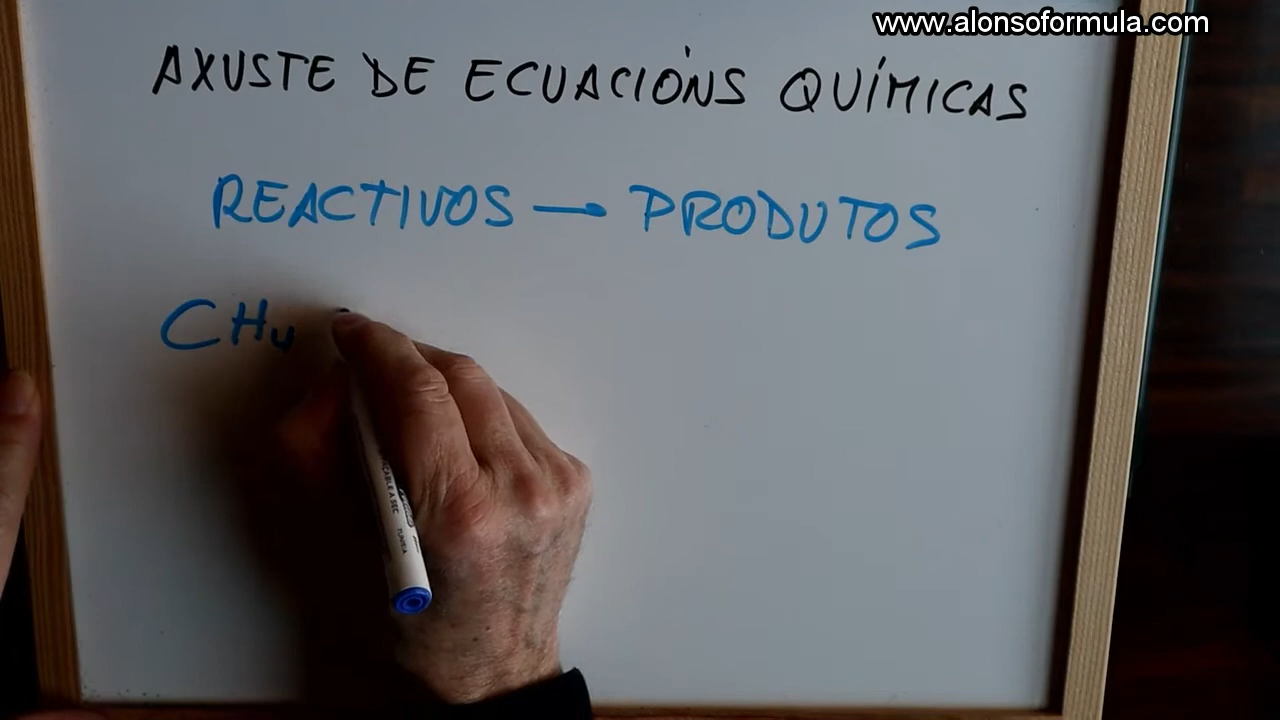 www.alonsoformula.com
AXUSTE DE ECUACIÓNS QUÍMICAS
REACTIVOS → PRODUTOS
CH4